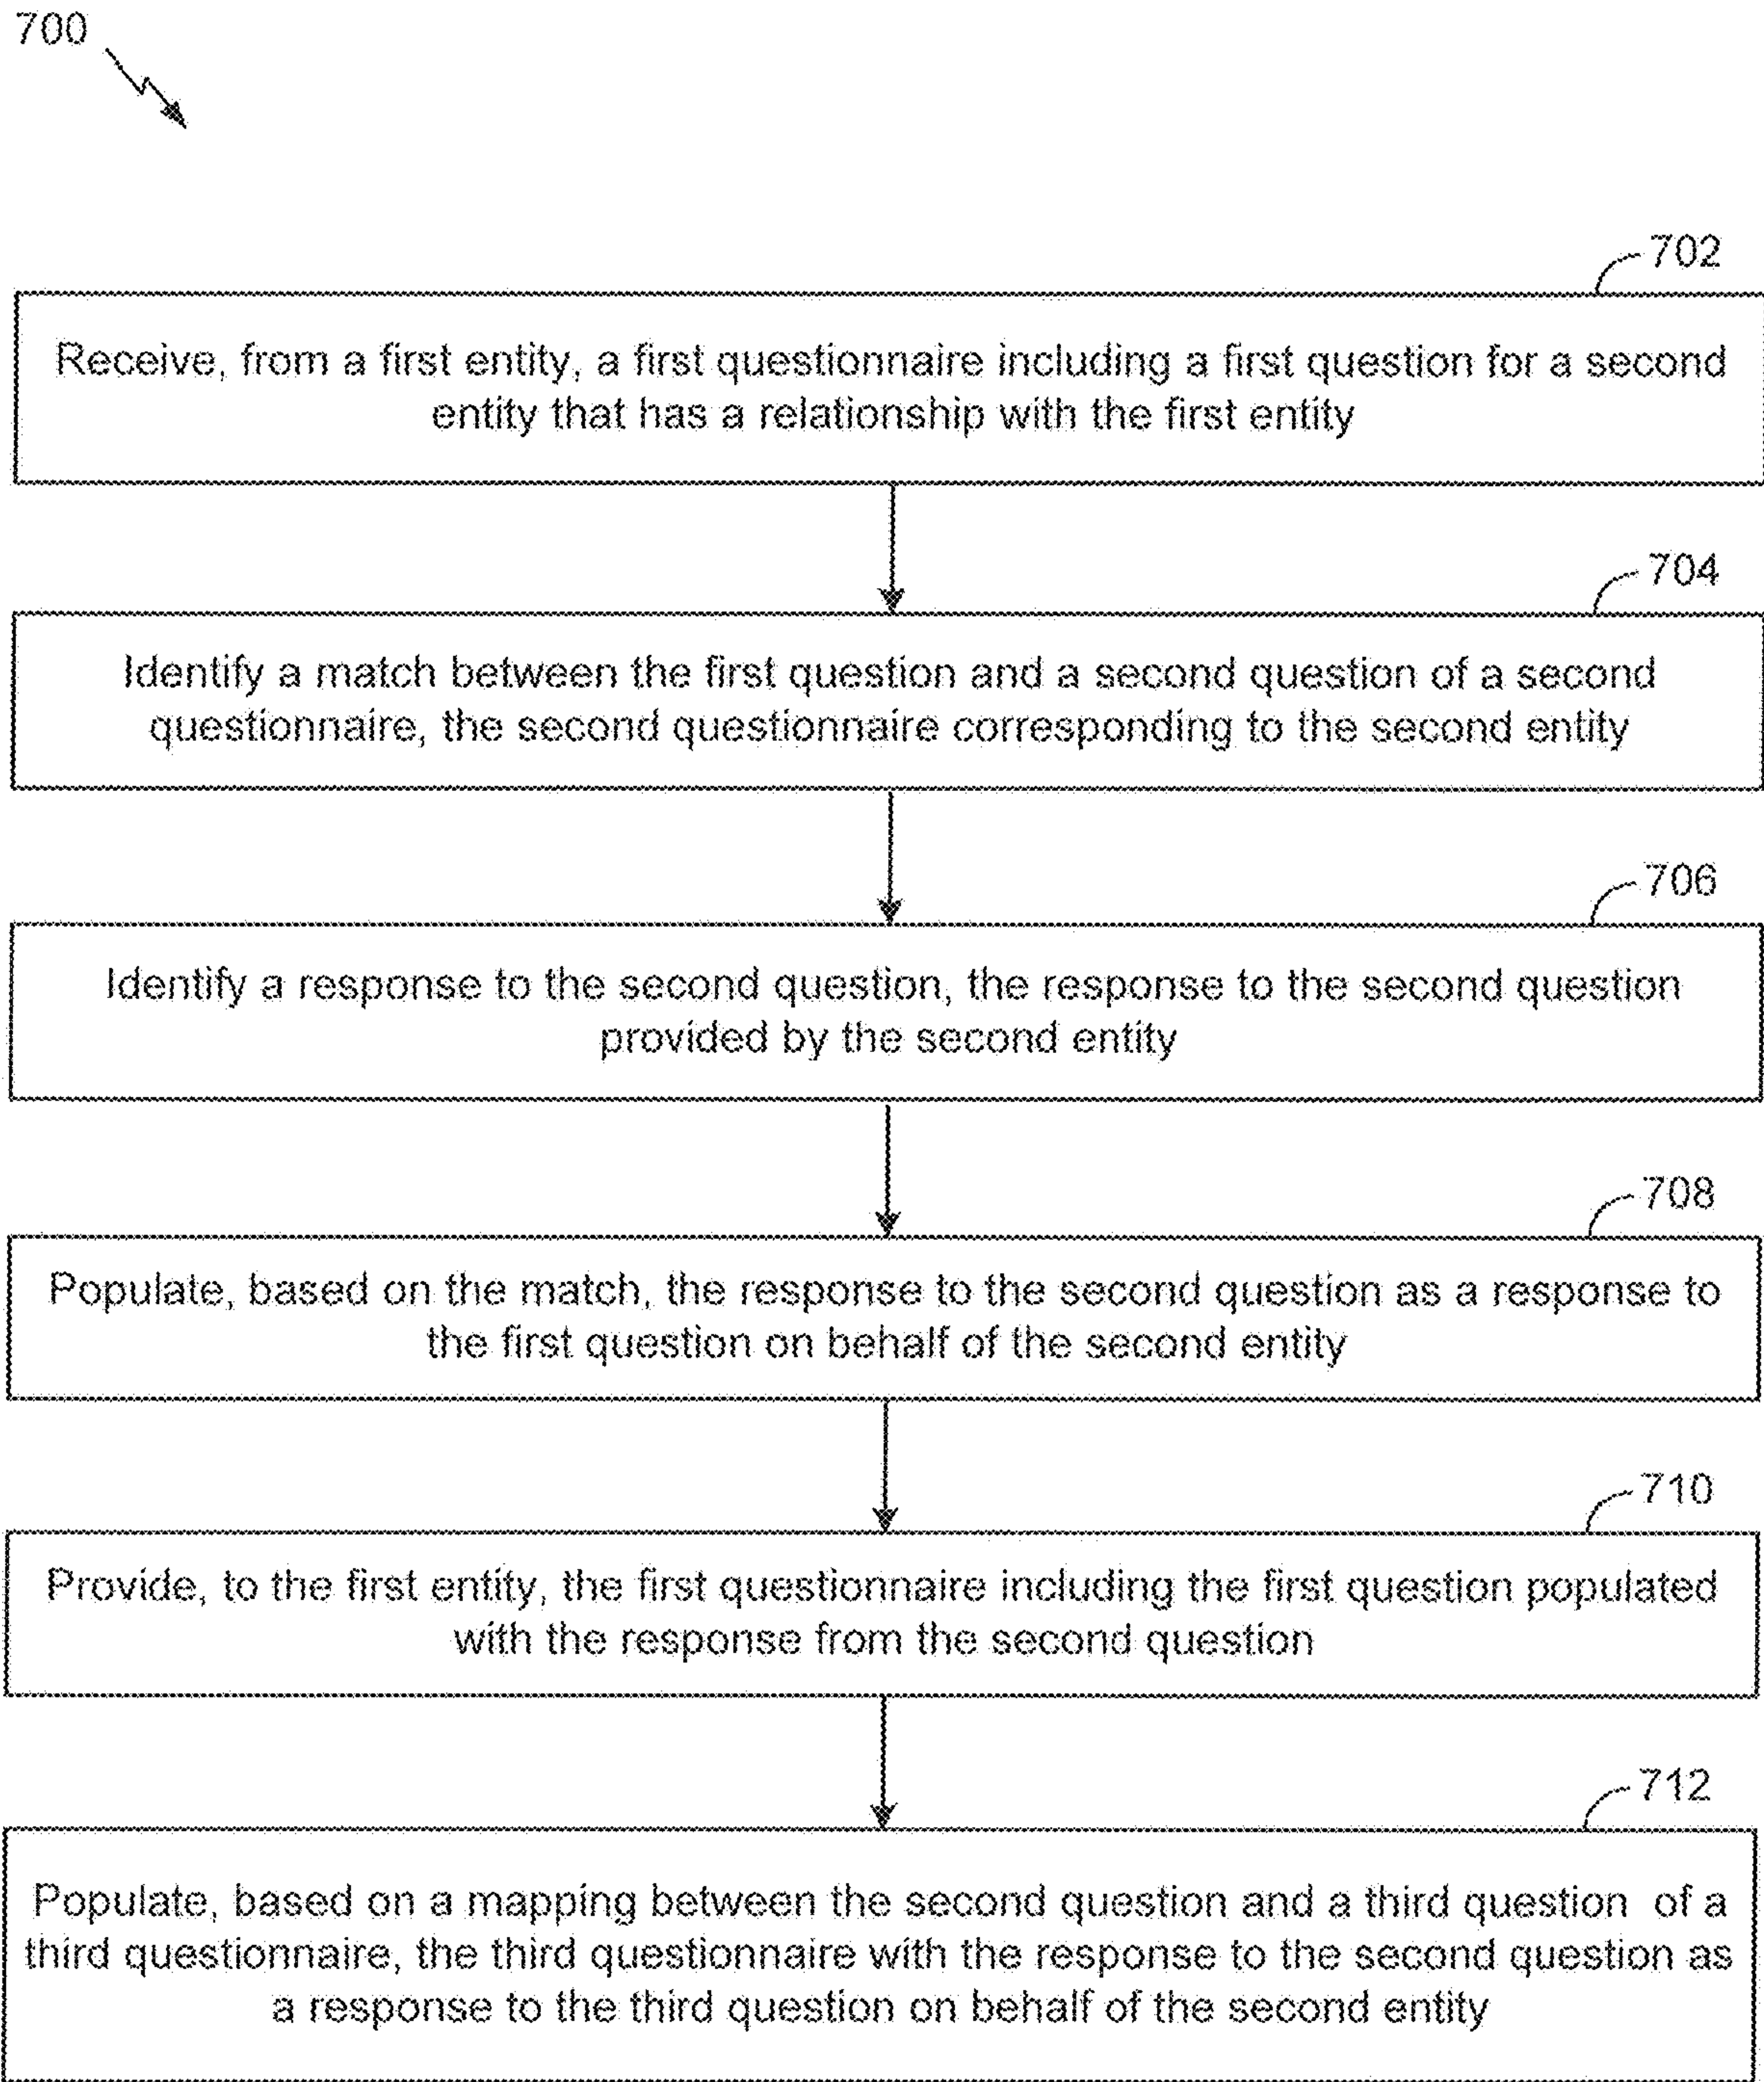 700
702
Receive, from a first entity, a first questionnaire including a first question for a second
entity that has a relationship with the first entity
704
Identify a match between the first question and a second question of a second
questionnaire, the second questionnaire corresponding to the second entity
706
Identify a response to the second question, the response to the second question
provided by the second entity
708
Populate, based on the match, the response to the second question as a response to
the first question on behalf of the second entity
710
Provide, to the first entity, the first questionnaire including the first question populated
with the response from the second question
712
Populate, based on a mapping between the second question and a third question of a
third questionnaire, the third questionnaire with the response to the second question as
a response to the third question on behalf of the second entity